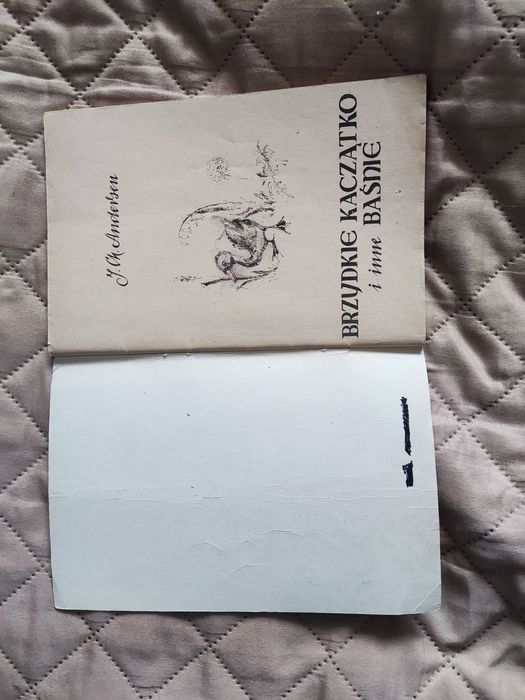 J. Ch. Andersen
BRZYDKIE KACZĄTKO
i inne BAŚNIE